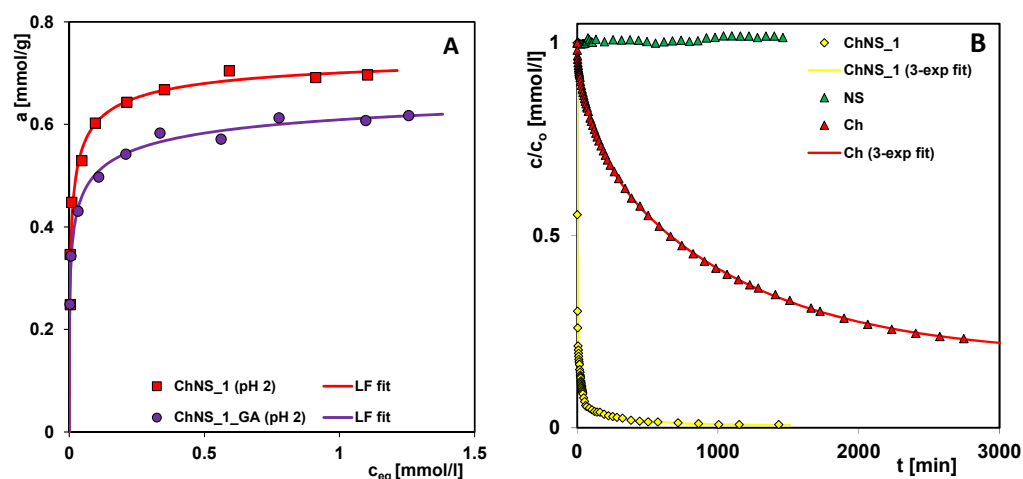 A
a [mmol/g]
0.8
0.6
0.4
0.2
0
0
0.5
1
1.5
ChNS_1 (pH 2)
LF fit
ChNS_1_GA (pH 2)
LF fit
c_eq [mmol/l]
B
c/c_o [mmol/l]
1
0.5
0
0
1000
2000
3000
ChNS_1
ChNS_1 (3-exp fit)
NS
Ch
Ch (3-exp fit)
t [min]